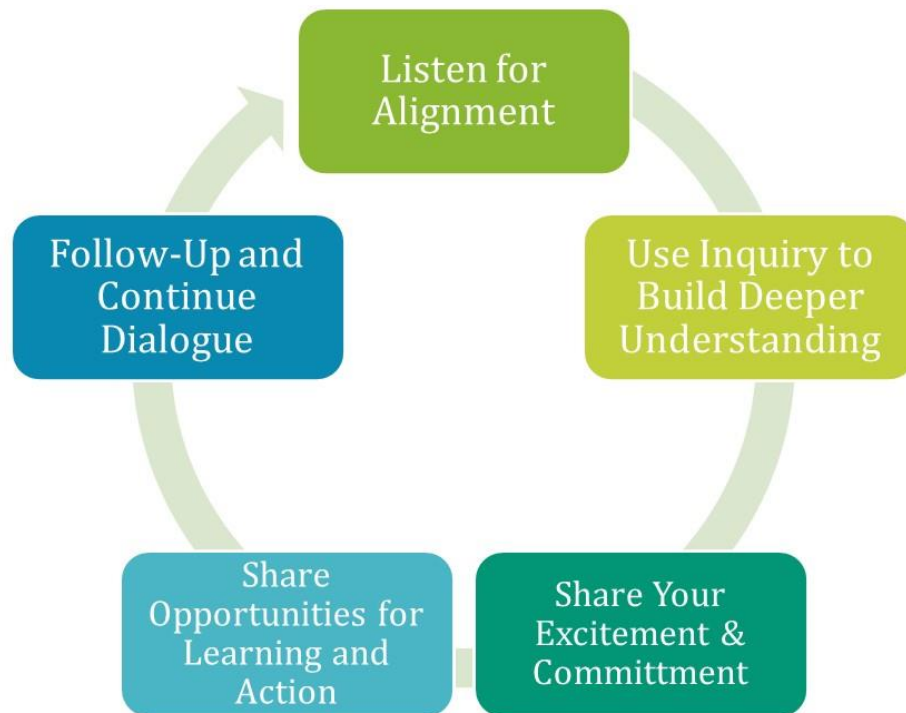 Listen for
Alignment
Use Inquiry to
Build Deeper
Understanding
Share Your
Excitement &
Committment
Share
Opportunities for
Learning and
Action
Follow-Up and
Continue
Dialogue